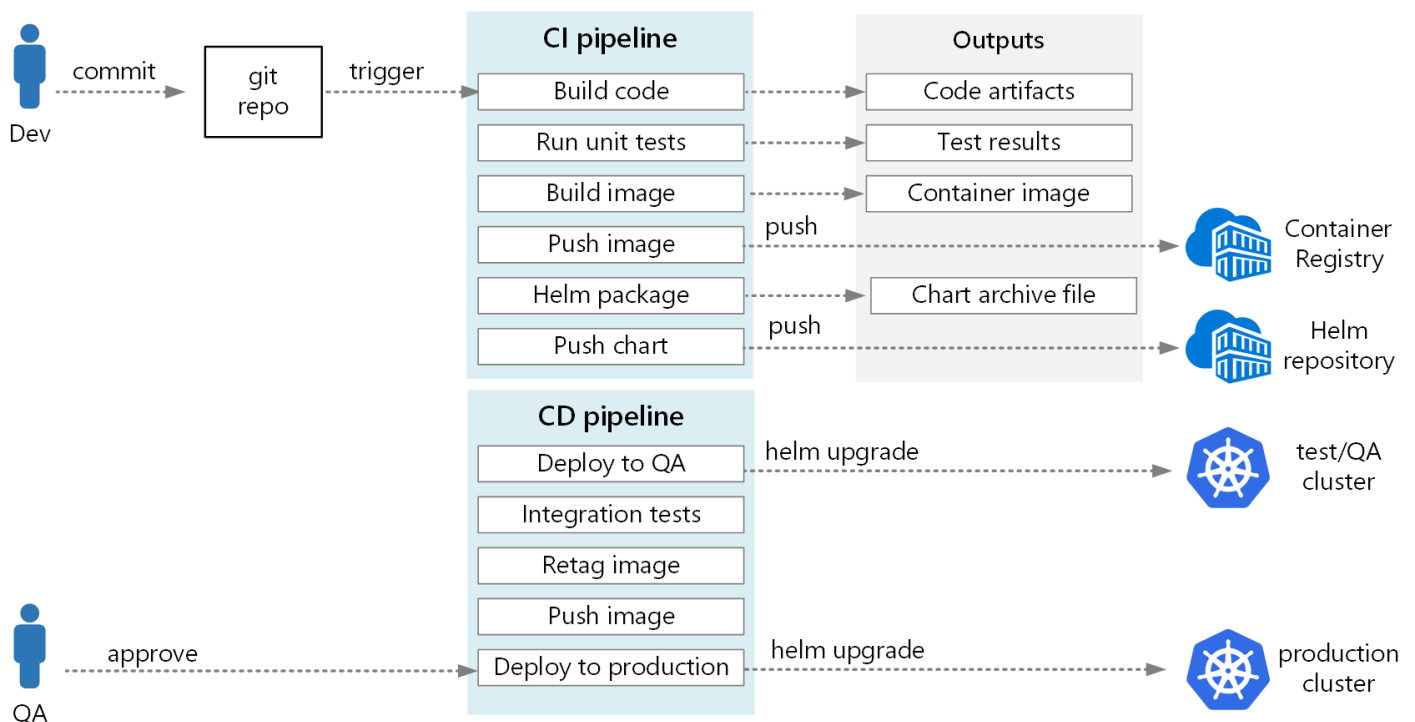 CI pipeline
Outputs
commit
git
repo
trigger
Build code
Code artifacts
Dev
Run unit tests
Test results
Build image
Container image
Push image
push
Container
Registry
Helm package
Chart archive file
Push chart
push
Helm
repository
CD pipeline
Deploy to QA
helm upgrade
test/QA
cluster
Integration tests
Retag image
Push image
approve
Deploy to production
helm upgrade
production
cluster
QA